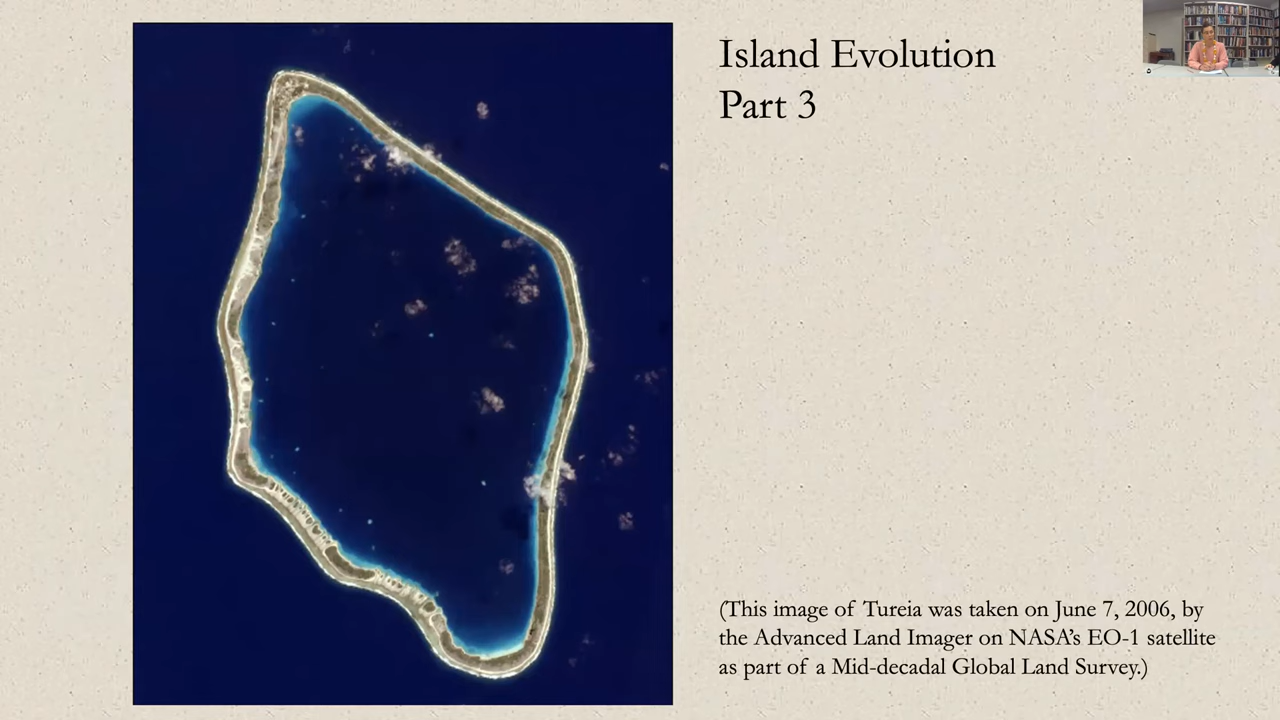 Island Evolution
Part 3
(This image of Tureia was taken on June 7, 2006, by
the Advanced Land Imager on NASA’s EO-1 satellite
as part of a Mid-decadal Global Land Survey.)